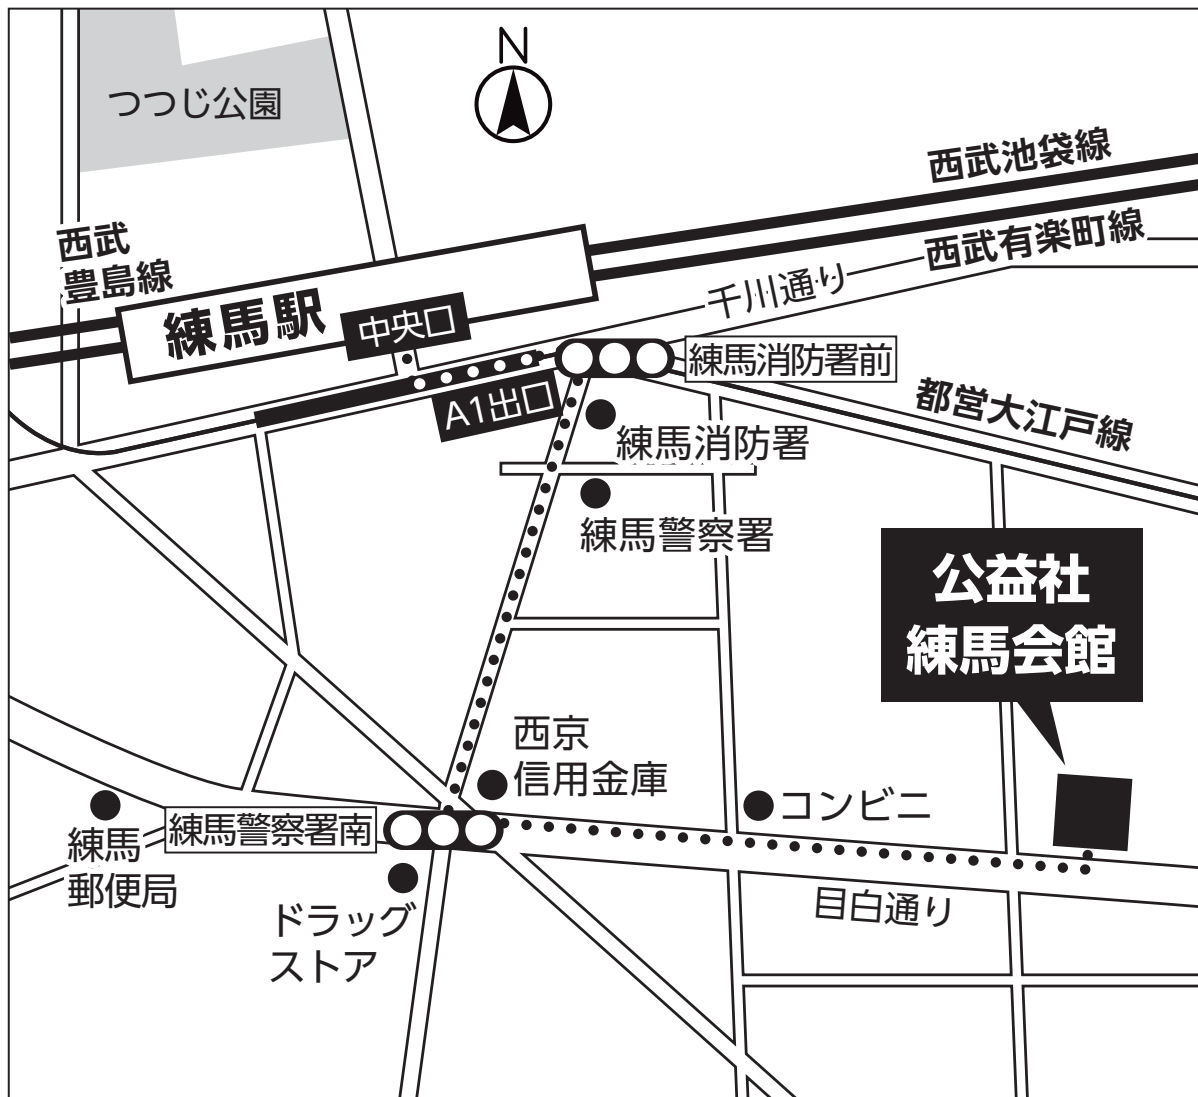 N
つつじ公園
西武池袋線
西武有楽町線
西武
豊島線
千川通り
練馬駅
中央口
練馬消防署前
A1出口
都営大江戸線
練馬消防署
練馬警察署
公益社
練馬会館
西京
信用金庫
コンビニ
練馬警察署南
練馬
郵便局
目白通り
ドラッグ
ストア